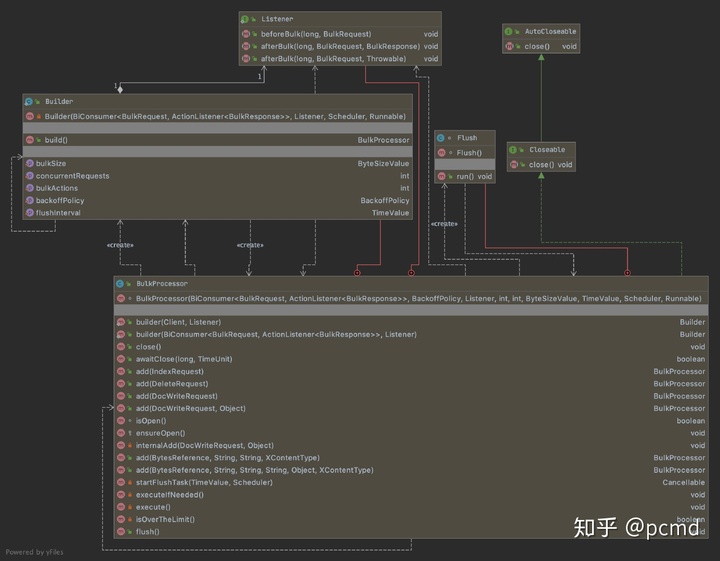 Listener
beforeBulk(long, BulkRequest) void
afterBulk(long, BulkRequest, BulkResponse) void
afterBulk(long, BulkRequest, Throwable) void
AutoCloseable
close() void
1
1
Builder
Builder(BiConsumer<BulkRequest, ActionListener<BulkResponse>>, Listener, Scheduler, Runnable)
build() BulkProcessor
bulkSize ByteSizeValue
concurrentRequests int
bulkActions int
backoffPolicy BackoffPolicy
flushInterval TimeValue
Flush
Flush()
run() void
Closeable
close() void
«create»
«create»
«create»
BulkProcessor
BulkProcessor(BiConsumer<BulkRequest, ActionListener<BulkResponse>>, BackoffPolicy, Listener, int, int, ByteSizeValue, TimeValue, Scheduler, Runnable)
builder(Client, Listener) Builder
builder(BiConsumer<BulkRequest, ActionListener<BulkResponse>>, Listener) Builder
close() void
awaitClose(long, TimeUnit) boolean
add(IndexRequest) BulkProcessor
add(DeleteRequest) BulkProcessor
add(DocWriteRequest) BulkProcessor
add(DocWriteRequest, Object) BulkProcessor
isOpen() boolean
ensureOpen() void
internalAdd(DocWriteRequest, Object) void
add(BytesReference, String, String, XContentType) BulkProcessor
add(BytesReference, String, String, String, Object, XContentType) BulkProcessor
startFlushTask(TimeValue, Scheduler) Cancellable
executeIfNeeded() void
execute() void
isOverTheLimit() boolean
flush() void
知乎 @pcmd
Powered by yFiles